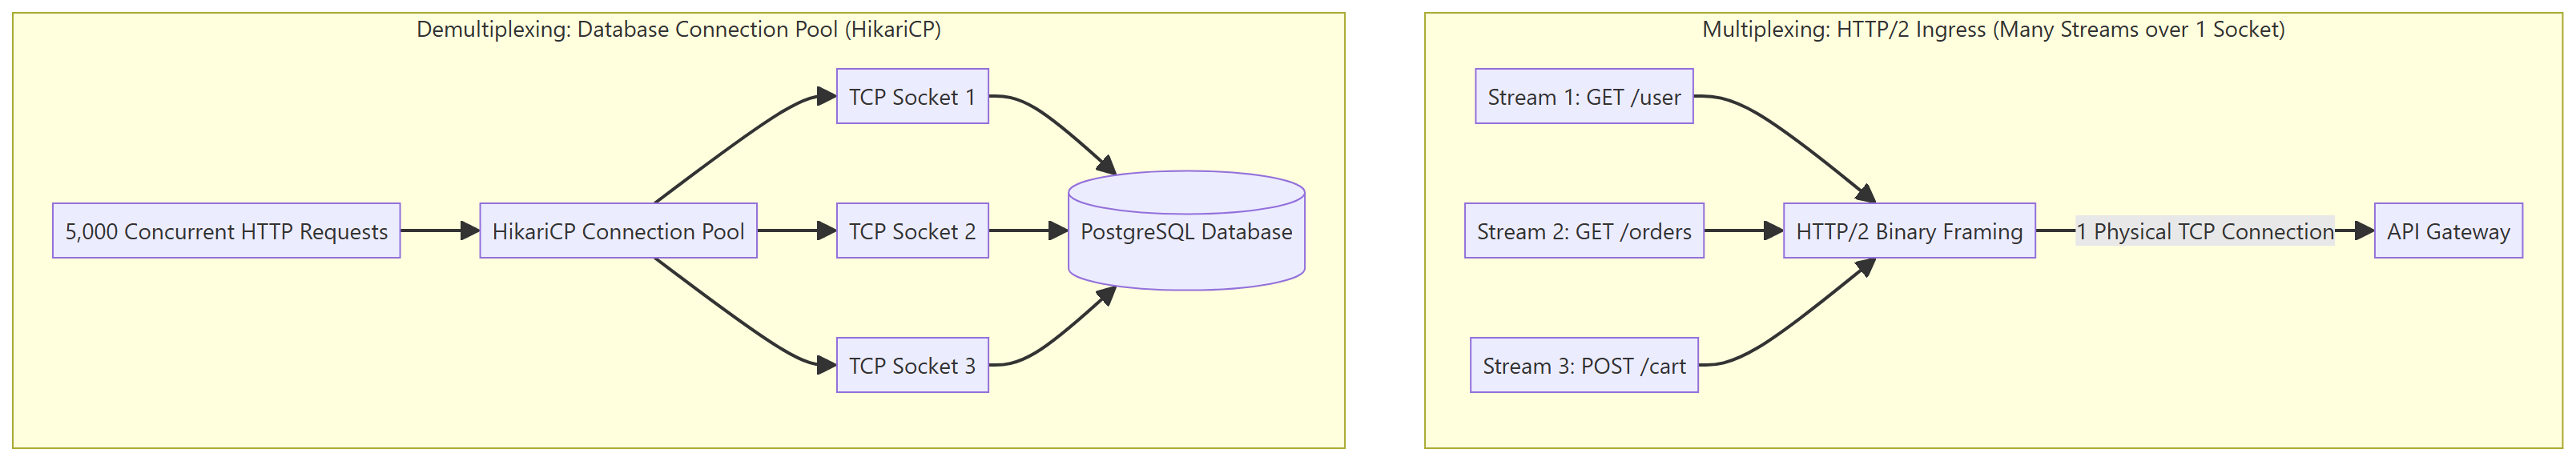 Demultiplexing: Database Connection Pool (HikariCP)
5,000 Concurrent HTTP Requests
HikariCP Connection Pool
TCP Socket 1
TCP Socket 2
TCP Socket 3
PostgreSQL Database
Multiplexing: HTTP/2 Ingress (Many Streams over 1 Socket)
Stream 1: GET /user
Stream 2: GET /orders
Stream 3: POST /cart
HTTP/2 Binary Framing
1 Physical TCP Connection
API Gateway